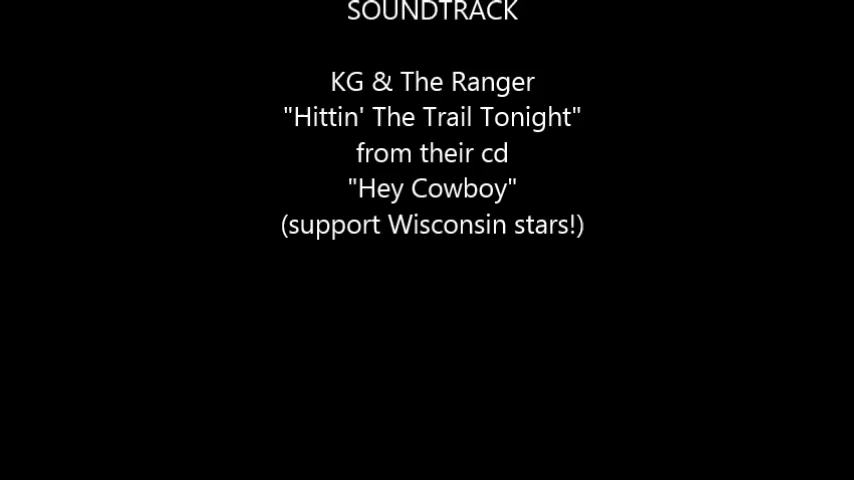 SOUNDTRACK
KG & The Ranger
"Hittin' The Trail Tonight"
from their cd
"Hey Cowboy"
(support Wisconsin stars!)